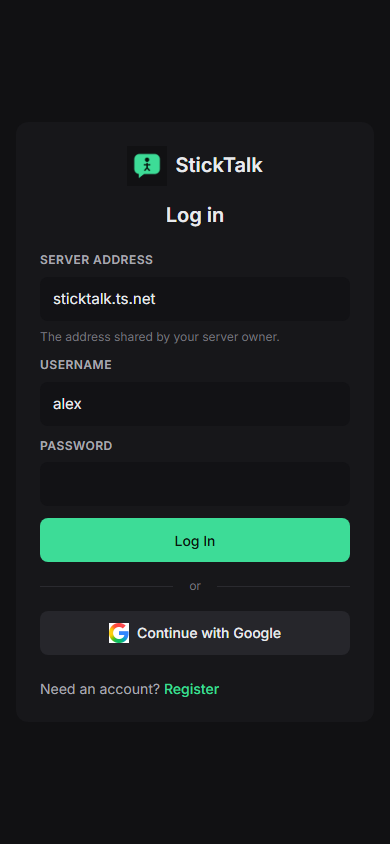 StickTalk
Log in
SERVER ADDRESS
sticktalk.ts.net
The address shared by your server owner.
USERNAME
alex
PASSWORD
Log In
or
Continue with Google
Need an account? Register